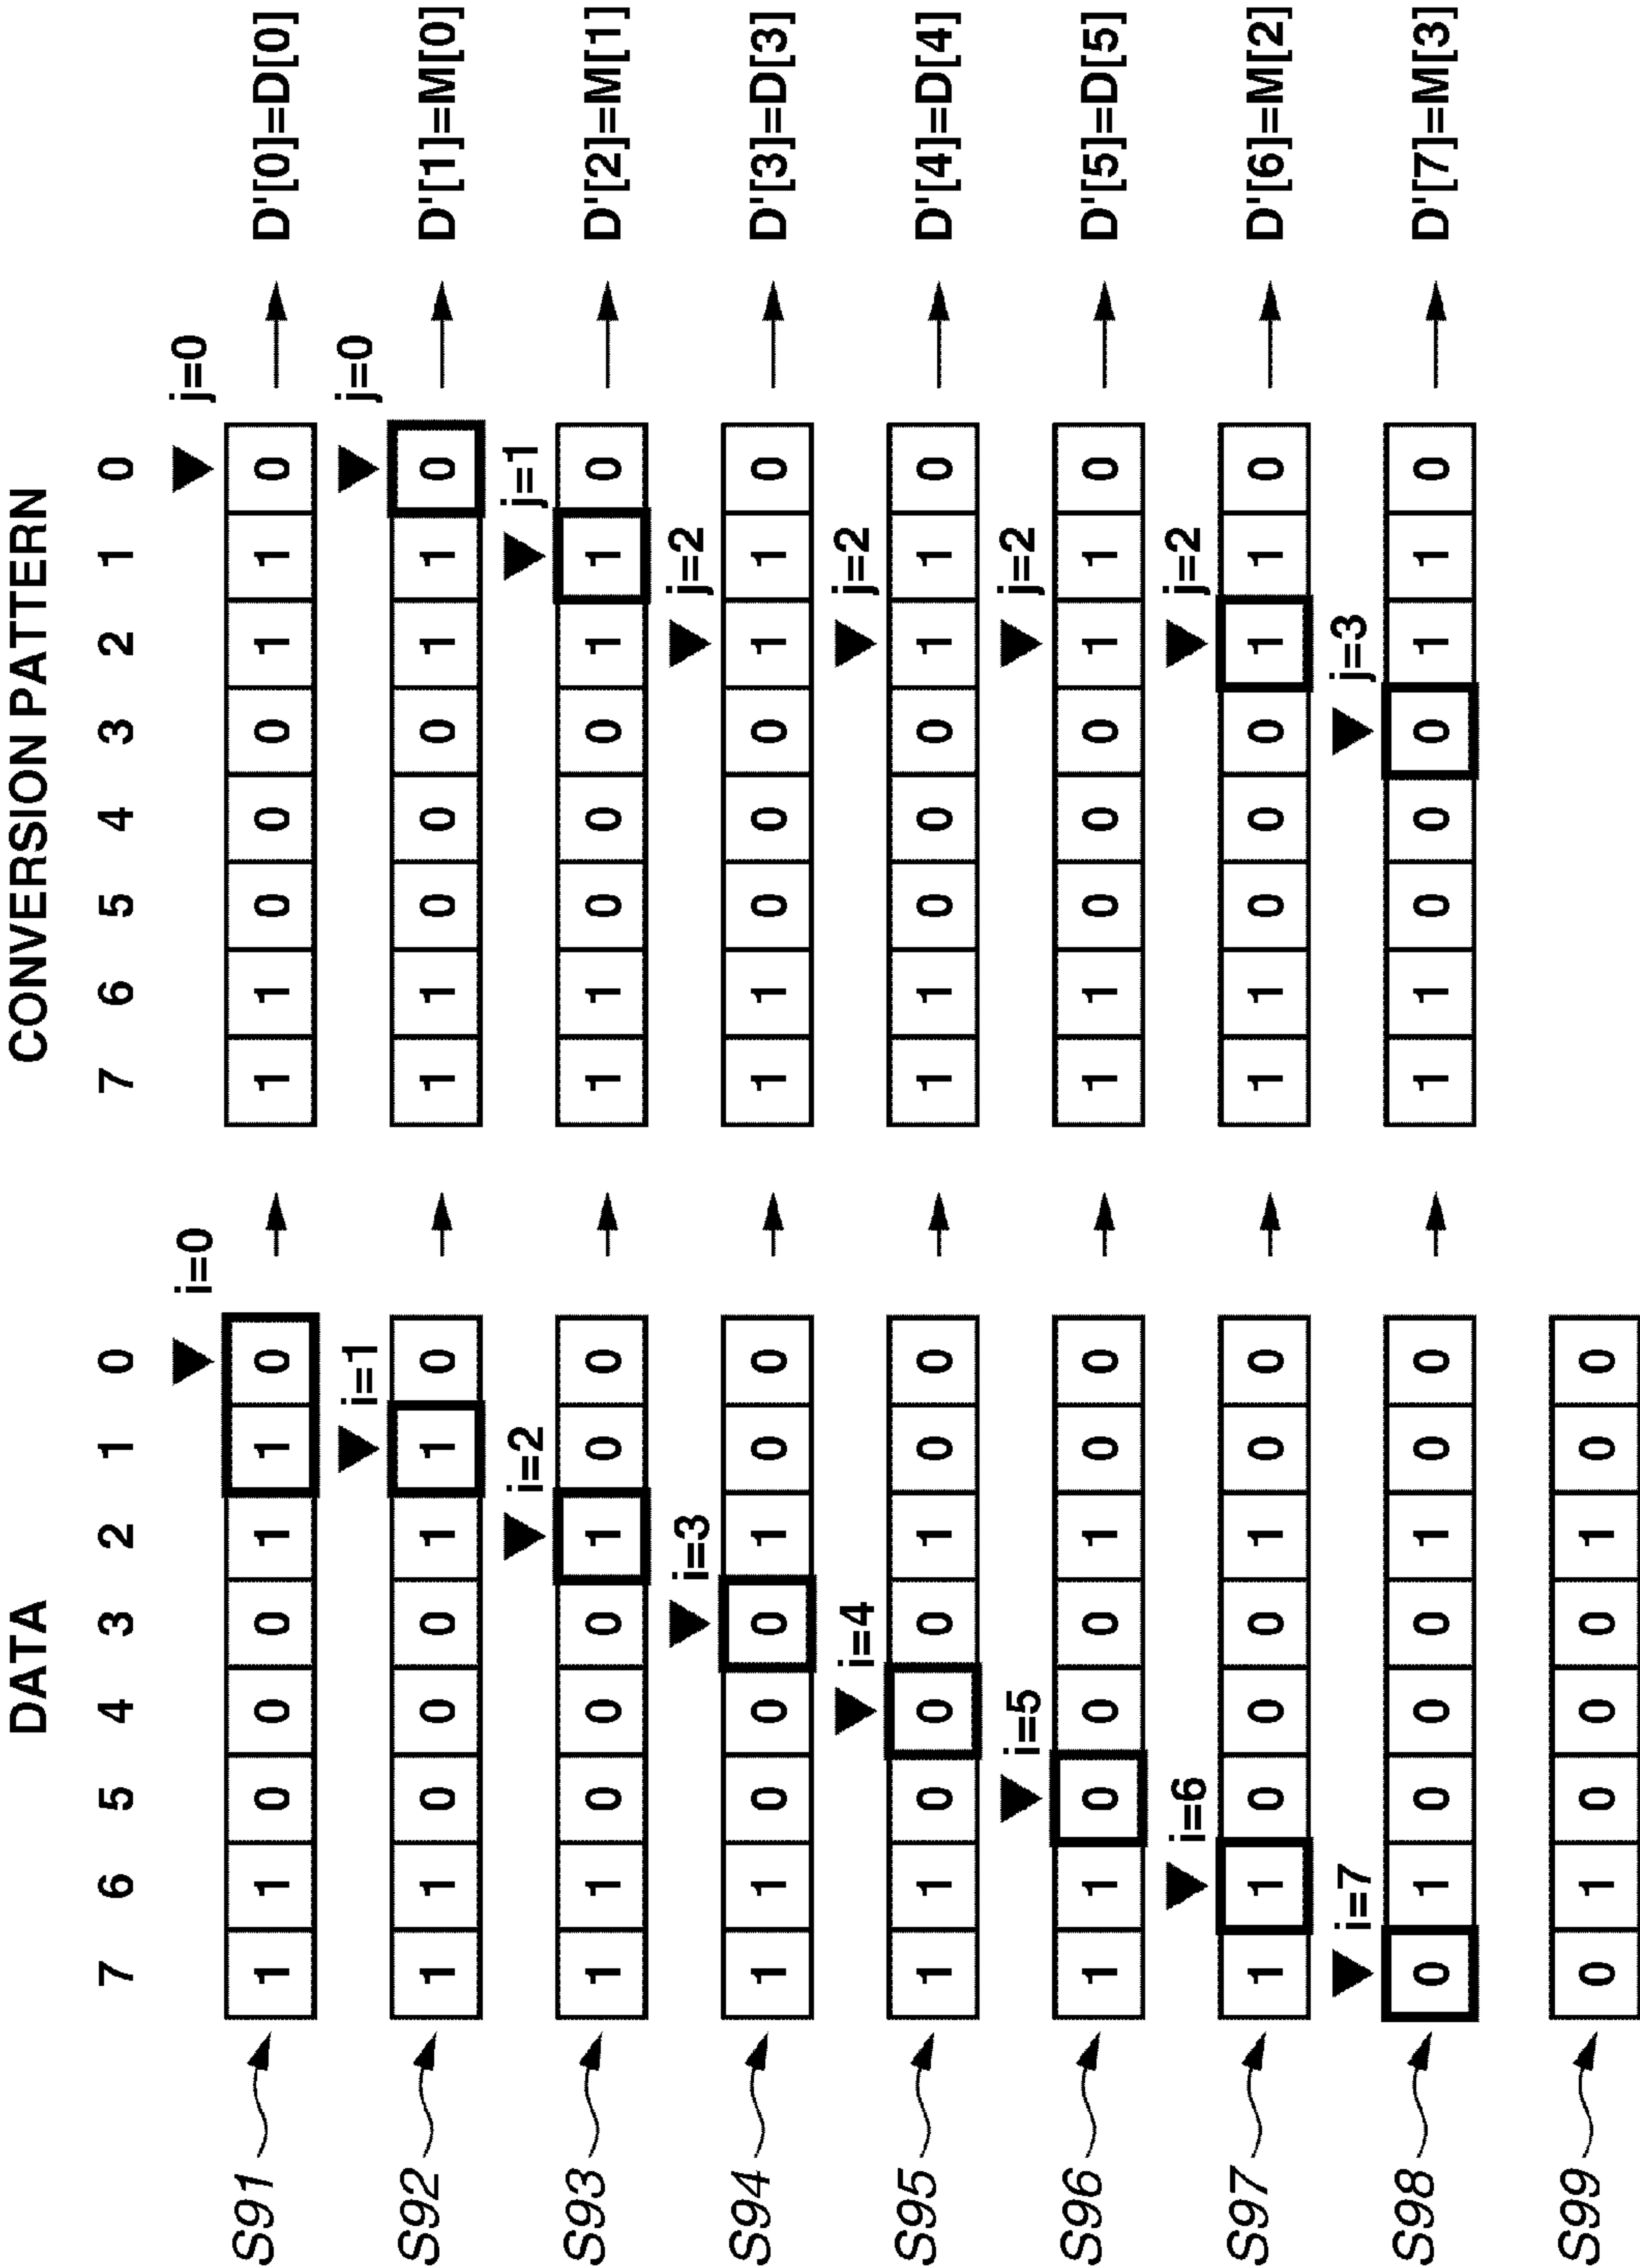 DATA CONVERSION PATTERN
7 6 5 4 3 2 1 0 7 6 5 4 3 2 1 0
i=0 j=0
S91 1 1 0 0 0 1 1 0 1 1 0 0 0 1 1 0 D'[0]=D[0]
i=1 j=0
S92 1 1 0 0 0 1 1 0 1 1 0 0 0 1 1 0 D'[1]=M[0]
i=2 j=1
S93 1 1 0 0 0 1 0 0 1 1 0 0 0 1 1 0 D'[2]=M[1]
i=3 j=2
S94 1 1 0 0 0 1 0 0 1 1 0 0 0 1 1 0 D'[3]=D[3]
i=4 j=2
S95 1 1 0 0 0 1 0 0 1 1 0 0 0 1 1 0 D'[4]=D[4]
i=5 j=2
S96 1 1 0 0 0 1 0 0 1 1 0 0 0 1 1 0 D'[5]=D[5]
i=6 j=2
S97 1 1 0 0 0 1 0 0 1 1 0 0 0 1 1 0 D'[6]=M[2]
i=7 j=3
S98 0 1 0 0 0 1 0 0 1 1 0 0 0 1 1 0 D'[7]=M[3]
S99 0 1 0 0 0 1 0 0